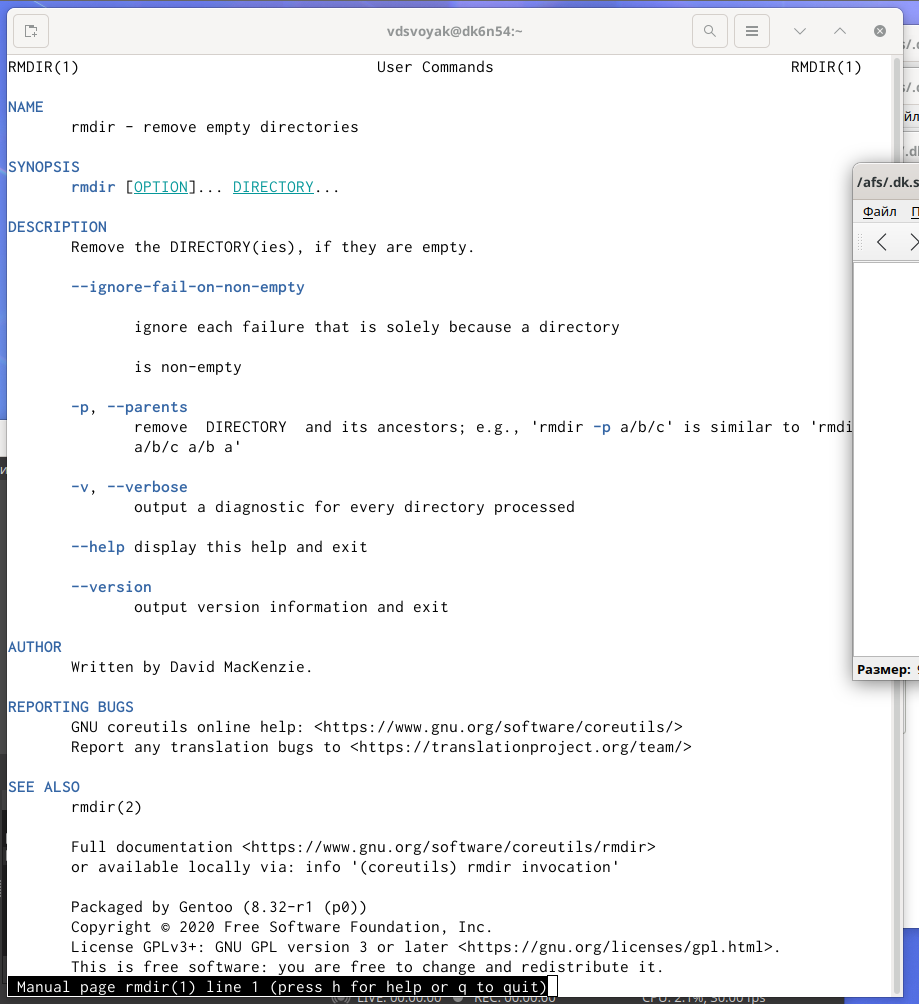 vdsvoyak@dk6n54:~
RMDIR(1) User Commands RMDIR(1)
NAME
rmdir - remove empty directories
SYNOPSIS
rmdir [OPTION]... DIRECTORY...
DESCRIPTION
Remove the DIRECTORY(ies), if they are empty.
--ignore-fail-on-non-empty
ignore each failure that is solely because a directory
is non-empty
-p, --parents
remove DIRECTORY and its ancestors; e.g., 'rmdir -p a/b/c' is similar to 'rmdi
a/b/c a/b a'
-v, --verbose
output a diagnostic for every directory processed
--help display this help and exit
--version
output version information and exit
AUTHOR
Written by David MacKenzie.
REPORTING BUGS
GNU coreutils online help: <https://www.gnu.org/software/coreutils/>
Report any translation bugs to <https://translationproject.org/team/>
SEE ALSO
rmdir(2)
Full documentation <https://www.gnu.org/software/coreutils/rmdir>
or available locally via: info '(coreutils) rmdir invocation'
Packaged by Gentoo (8.32-r1 (p0))
Copyright © 2020 Free Software Foundation, Inc.
License GPLv3+: GNU GPL version 3 or later <https://gnu.org/licenses/gpl.html>.
This is free software: you are free to change and redistribute it.
Manual page rmdir(1) line 1 (press h for help or q to quit)
/afs/.dk.s
Файл П
Размер:
LIVE: 00:00:00 REC: 00:00:00 CPU: 2.1%, 30.00 fps